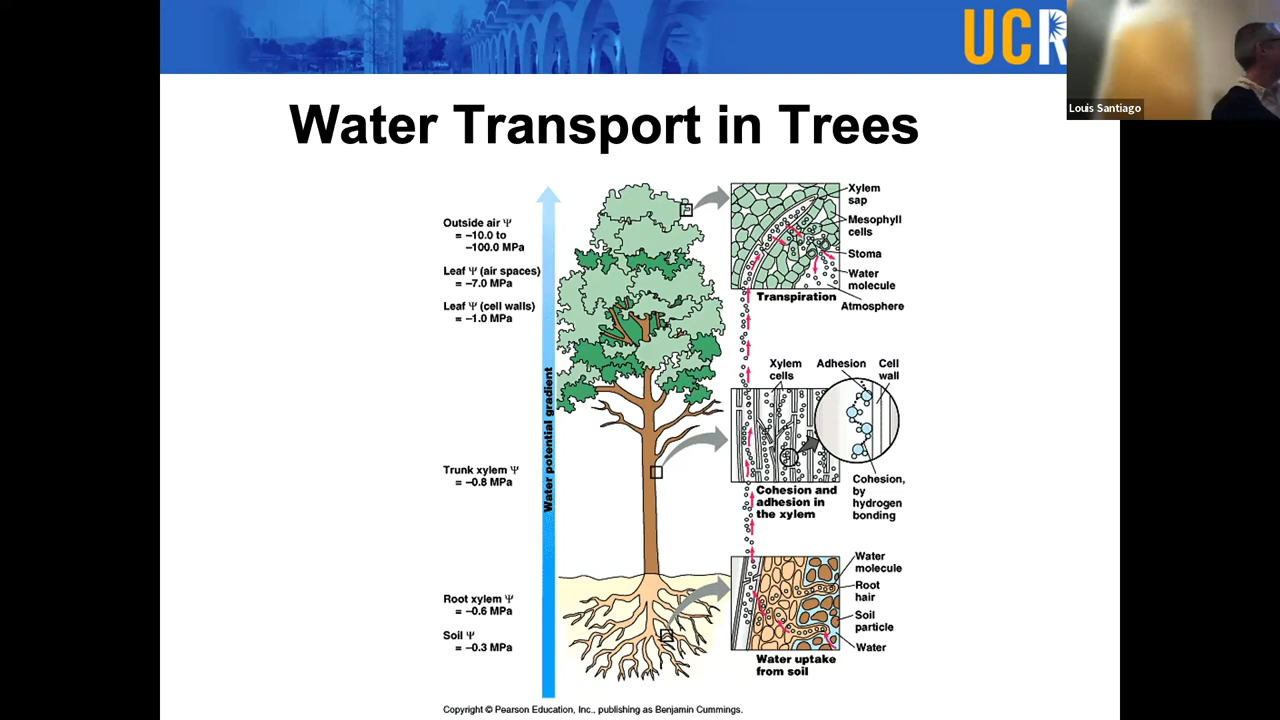 UCR
Louis Santiago
Water Transport in Trees
Outside air Ψ
= –10.0 to
–100.0 MPa
Leaf Ψ (air spaces)
= –7.0 MPa
Leaf Ψ (cell walls)
= –1.0 MPa
Trunk xylem Ψ
= –0.8 MPa
Root xylem Ψ
= –0.6 MPa
Soil Ψ
= –0.3 MPa
Water potential gradient
Xylem
sap
Mesophyll
cells
Stoma
Water
molecule
Atmosphere
Transpiration
Xylem
cells
Adhesion
Cell
wall
Cohesion and
adhesion in
the xylem
Cohesion,
by
hydrogen
bonding
Water
molecule
Root
hair
Soil
particle
Water
Water uptake
from soil
Copyright © Pearson Education, Inc., publishing as Benjamin Cummings.